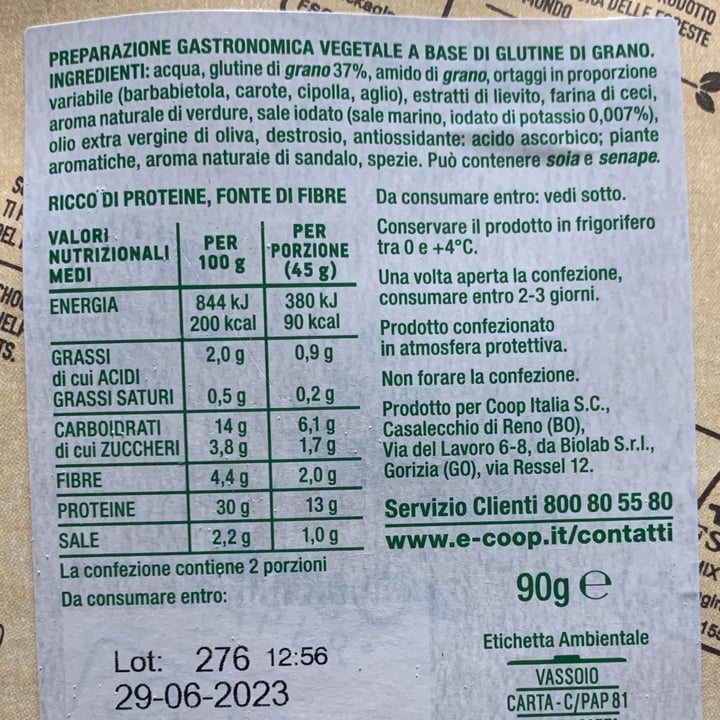 PREPARAZIONE GASTRONOMICA VEGETALE A BASE DI GLUTINE DI GRANO.
INGREDIENTI: acqua, glutine di grano 37%, amido di grano, ortaggi in proporzione
variabile (barbabietola, carote, cipolla, aglio), estratti di lievito, farina di ceci,
aroma naturale di verdure, sale iodato (sale marino, iodato di potassio 0,007%),
olio extra vergine di oliva, destrosio, antiossidante: acido ascorbico; piante
aromatiche, aroma naturale di sandalo, spezie. Può contenere soia e senape.
RICCO DI PROTEINE, FONTE DI FIBRE
VALORI NUTRIZIONALI MEDI PER 100 g PER PORZIONE (45 g)
ENERGIA 844 kJ 380 kJ
200 kcal 90 kcal
GRASSI 2,0 g 0,9 g
di cui ACIDI
GRASSI SATURI 0,5 g 0,2 g
CARBOIDRATI 14 g 6,1 g
di cui ZUCCHERI 3,8 g 1,7 g
FIBRE 4,4 g 2,0 g
PROTEINE 30 g 13 g
SALE 2,2 g 1,0 g
La confezione contiene 2 porzioni
Da consumare entro:
Lot: 276 12:56
29-06-2023
Da consumare entro: vedi sotto.
Conservare il prodotto in frigorifero
tra 0 e +4°C.
Una volta aperta la confezione,
consumare entro 2-3 giorni.
Prodotto confezionato
in atmosfera protettiva.
Non forare la confezione.
Prodotto per Coop Italia S.C.,
Casalecchio di Reno (BO),
Via del Lavoro 6-8, da Biolab S.r.l.,
Gorizia (GO), via Ressel 12.
Servizio Clienti 800 80 55 80
www.e-coop.it/contatti
90g e
Etichetta Ambientale
VASSOIO
CARTA - C/PAP 81